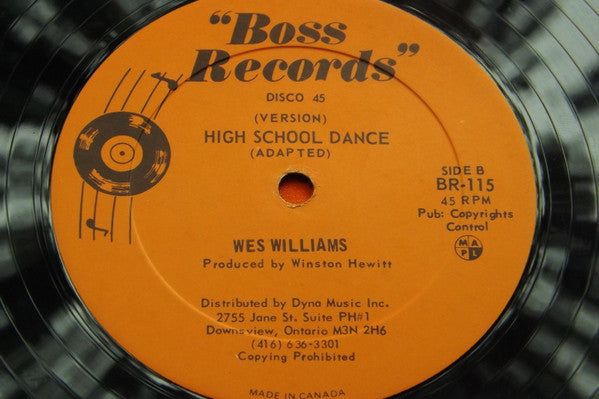 "Boss
Records"
DISCO 45
(VERSION)
HIGH SCHOOL DANCE
(ADAPTED)
SIDE B
BR-115
45 RPM
Pub: Copyrights
Control
M A P L
WES WILLIAMS
Produced by Winston Hewitt
Distributed by Dyna Music Inc.
2755 Jane St. Suite PH#1
Downsview, Ontario M3N 2H6
(416) 636-3301
Copying Prohibited
MADE IN CANADA